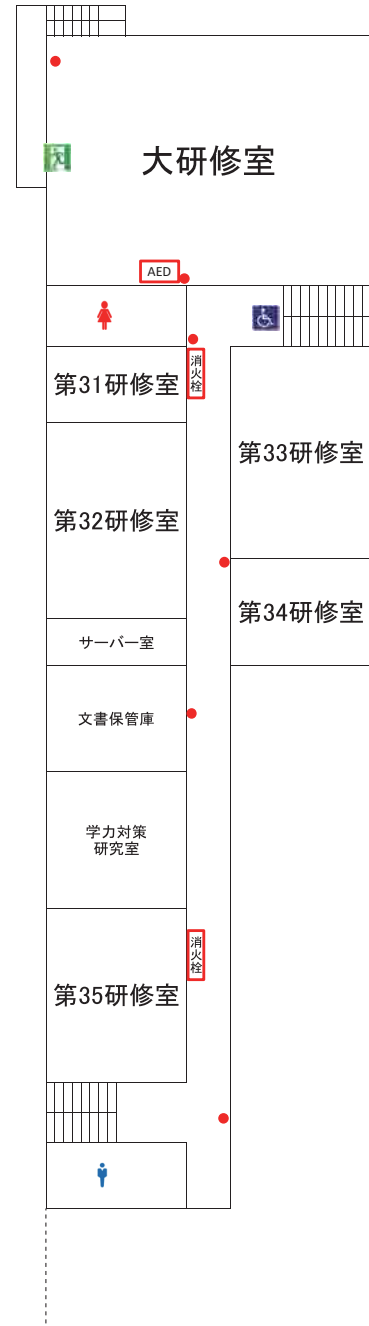 大研修室
AED
消火栓
第31研修室
第33研修室
第32研修室
第34研修室
サーバー室
文書保管庫
学力対策
研究室
消火栓
第35研修室